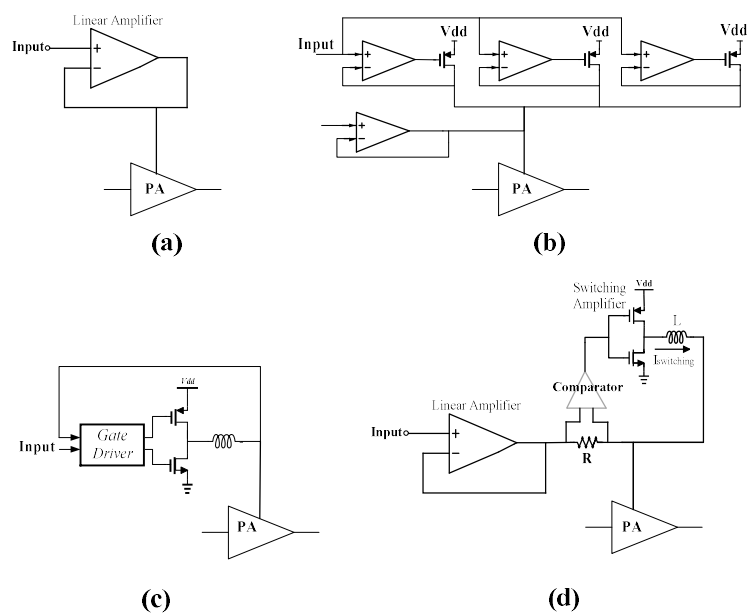 Linear Amplifier
Input
+
−
PA
(a)
Input
Vdd
Vdd
Vdd
+
−
+
−
+
−
+
−
PA
(b)
Vdd
Gate
Driver
Input
PA
(c)
Switching
Amplifier
Vdd
L
Iswitching
Comparator
Linear Amplifier
Input
+
−
R
PA
(d)